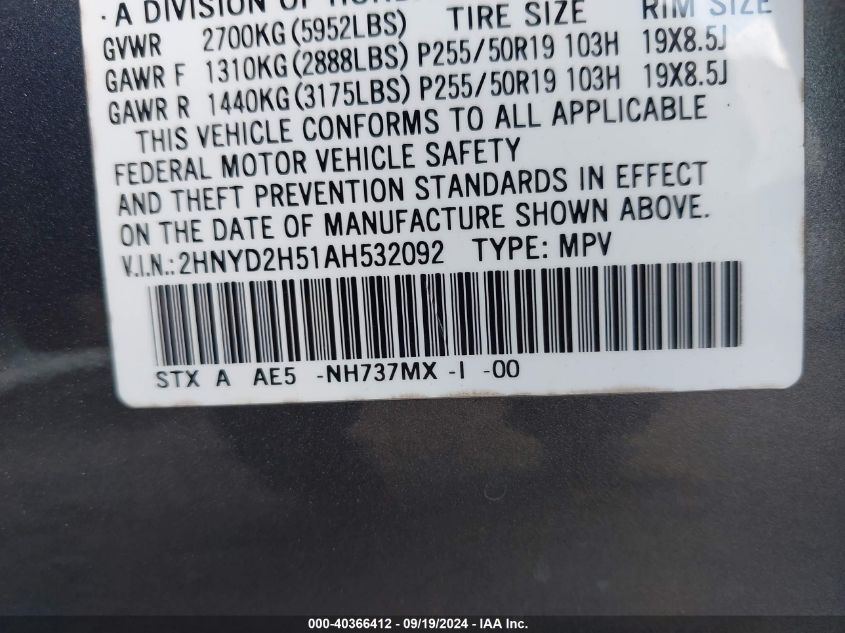 · A DIVISION OF HOND
TIRE SIZE RIM SIZE
GVWR 2700KG(5952LBS)
GAWR F 1310KG(2888LBS) P255/50R19 103H 19X8.5J
GAWR R 1440KG(3175LBS) P255/50R19 103H 19X8.5J
THIS VEHICLE CONFORMS TO ALL APPLICABLE
FEDERAL MOTOR VEHICLE SAFETY
AND THEFT PREVENTION STANDARDS IN EFFECT
ON THE DATE OF MANUFACTURE SHOWN ABOVE.
V.I.N.: 2HNYD2H51AH532092 TYPE: MPV
STX A AE5 -NH737MX -I -00
000-40366412 - 09/19/2024 - IAA Inc.